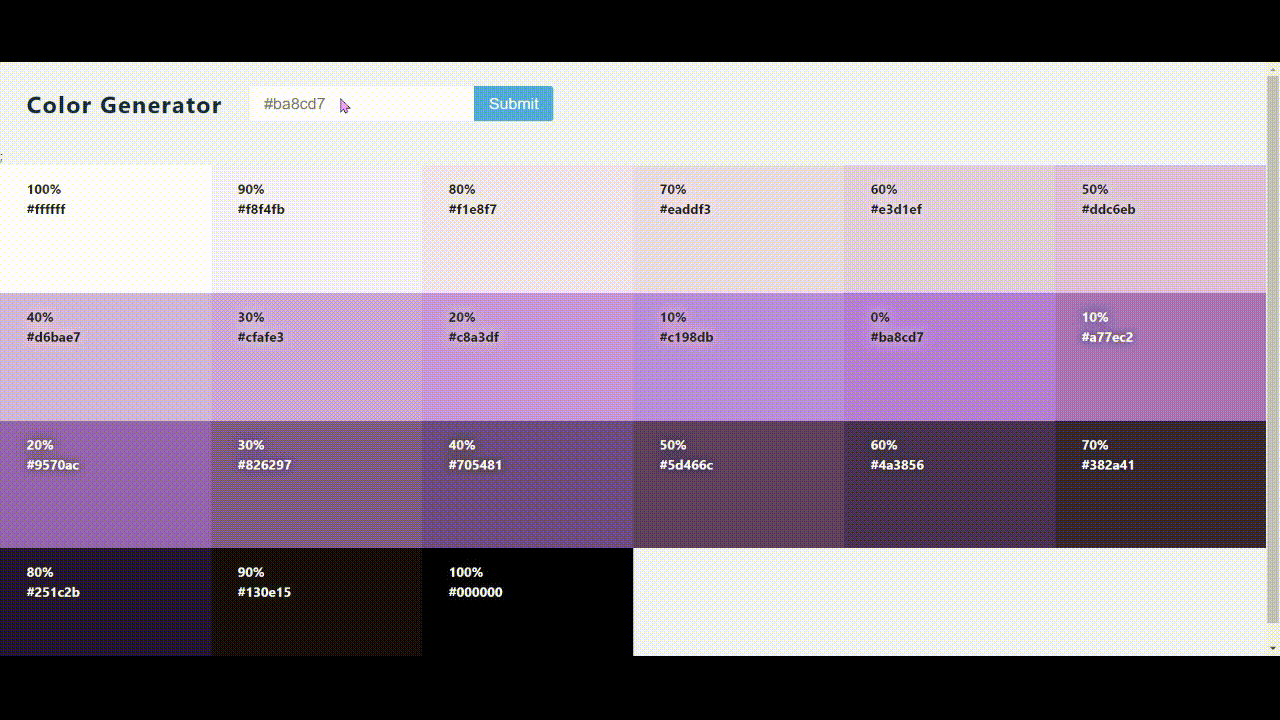 Color Generator
#ba8cd7
Submit
;
100%
#ffffff
90%
#f8f4fb
80%
#f1e8f7
70%
#eaddf3
60%
#e3d1ef
50%
#ddc6eb
40%
#d6bae7
30%
#cfafe3
20%
#c8a3df
10%
#c198db
0%
#ba8cd7
10%
#a77ec2
20%
#9570ac
30%
#826297
40%
#705481
50%
#5d466c
60%
#4a3856
70%
#382a41
80%
#251c2b
90%
#130e15
100%
#000000